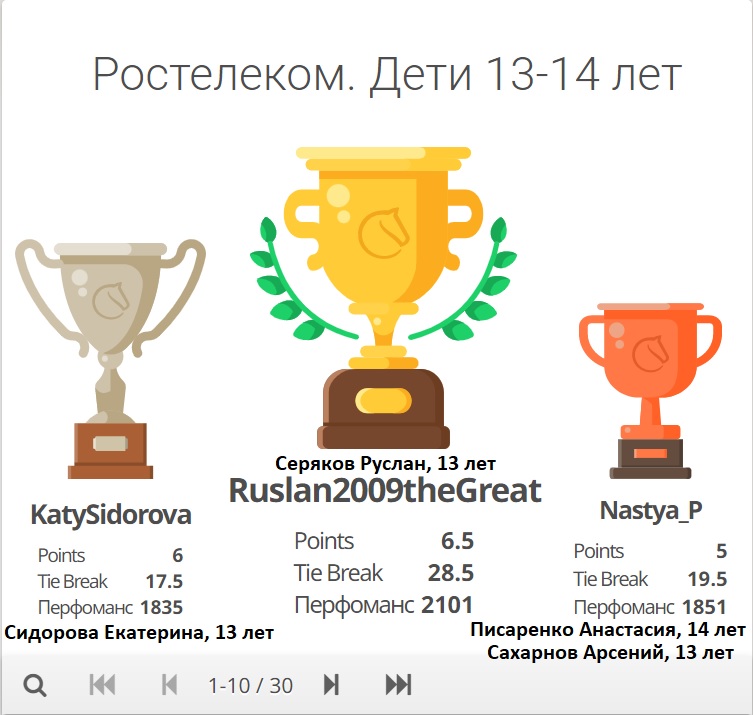 Ростелеком. Дети 13-14 лет
Серяков Руслан, 13 лет
Ruslan2009theGreat
Points 6.5
Tie Break 28.5
Перфоманс 2101
KatySidorova
Points 6
Tie Break 17.5
Перфоманс 1835
Сидорова Екатерина, 13 лет
Nastya_P
Points 5
Tie Break 19.5
Перфоманс 1851
Писаренко Анастасия, 14 лет
Сахарнов Арсений, 13 лет
1-10 / 30